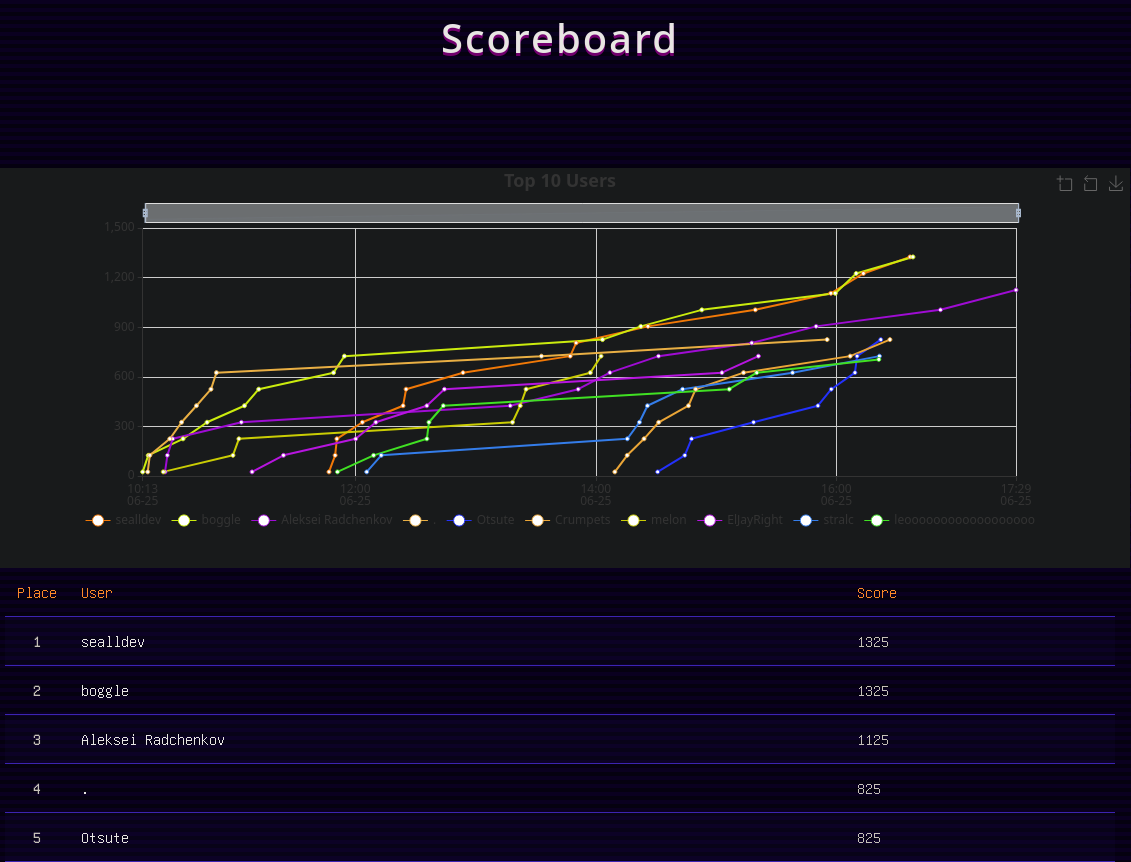 Scoreboard
Top 10 Users
1,500
1,200
900
600
300
0
10:13 12:00 14:00 16:00 17:29
06-25 06-25 06-25 06-25 06-25
sealldev boggle Aleksei Radchenkov . Otsute Crumpets melon ElJayRight stralc leoooooooooooooooooo
Place User Score
1 sealldev 1325
2 boggle 1325
3 Aleksei Radchenkov 1125
4 . 825
5 Otsute 825